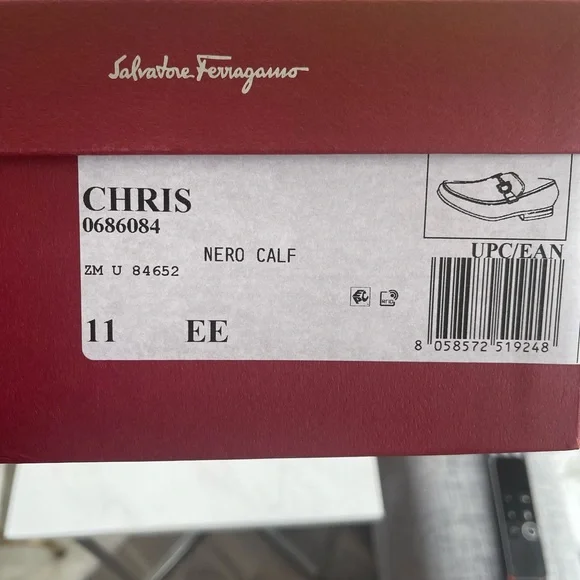 Salvatore Ferragamo
CHRIS
0686084
NERO CALF
ZM U 84652
11 EE
UPC/EAN
8 058572 519248